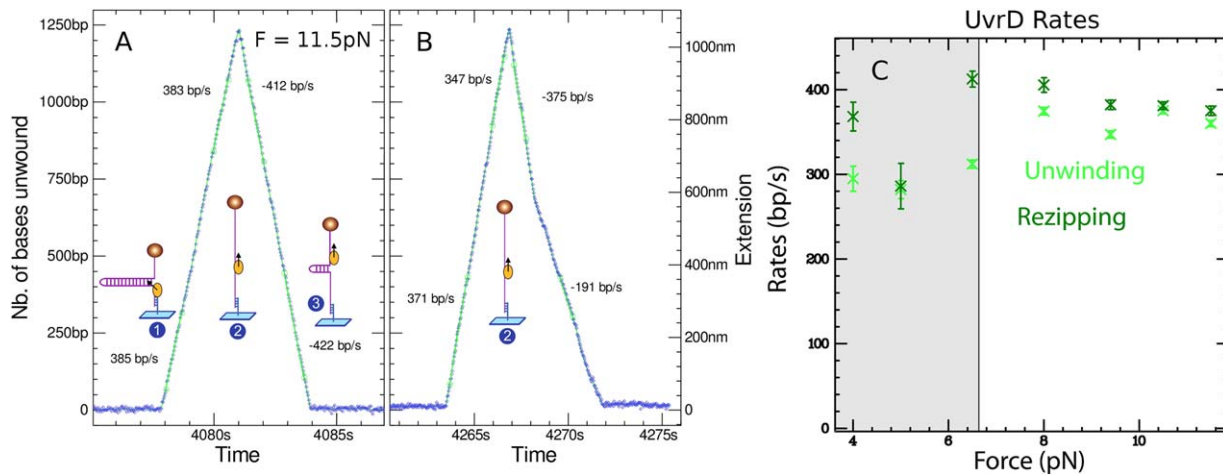 A
F = 11.5pN
B
Nb. of bases unwound
1250bp
1000bp
750bp
500bp
250bp
0
383 bp/s
-412 bp/s
385 bp/s
-422 bp/s
1
2
3
4080s
4085s
Time
347 bp/s
-375 bp/s
371 bp/s
-191 bp/s
2
4265s
4270s
4275s
Time
1000nm
800nm
600nm
400nm
200nm
0nm
Extension
UvrD Rates
C
Rates (bp/s)
400
300
200
100
0
Unwinding
Rezipping
4
6
8
10
Force (pN)